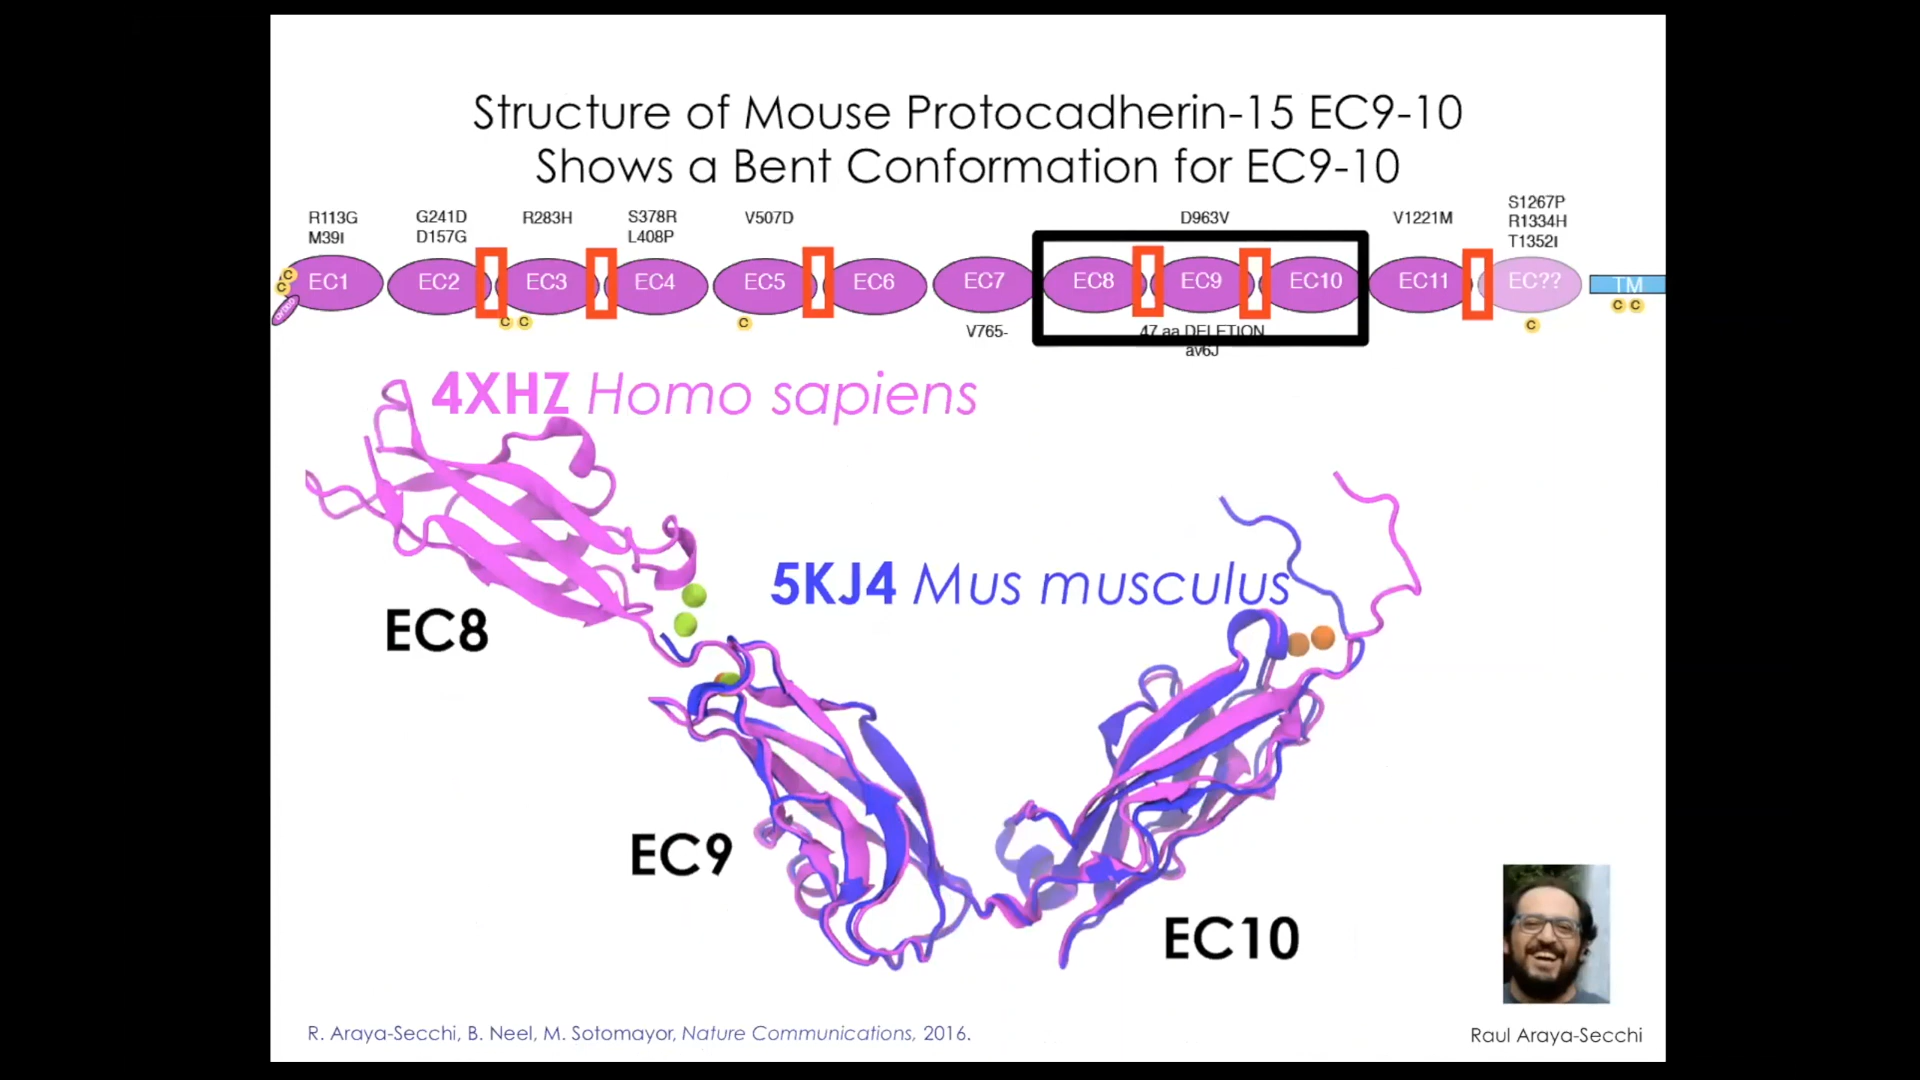 Structure of Mouse Protocadherin-15 EC9-10
Shows a Bent Conformation for EC9-10
R113G
M39I
G241D
D157G
R283H
S378R
L408P
V507D
D963V
V1221M
S1267P
R1334H
T1352I
C
C
EC1 EC2 EC3 EC4 EC5 EC6 EC7 EC8 EC9 EC10 EC11 EC?? TM
C C
C
C
C C
V765-
47 aa DELETION
av6J
4XHZ Homo sapiens
5KJ4 Mus musculus
EC8
EC9
EC10
R. Araya-Secchi, B. Neel, M. Sotomayor, Nature Communications, 2016.
Raul Araya-Secchi